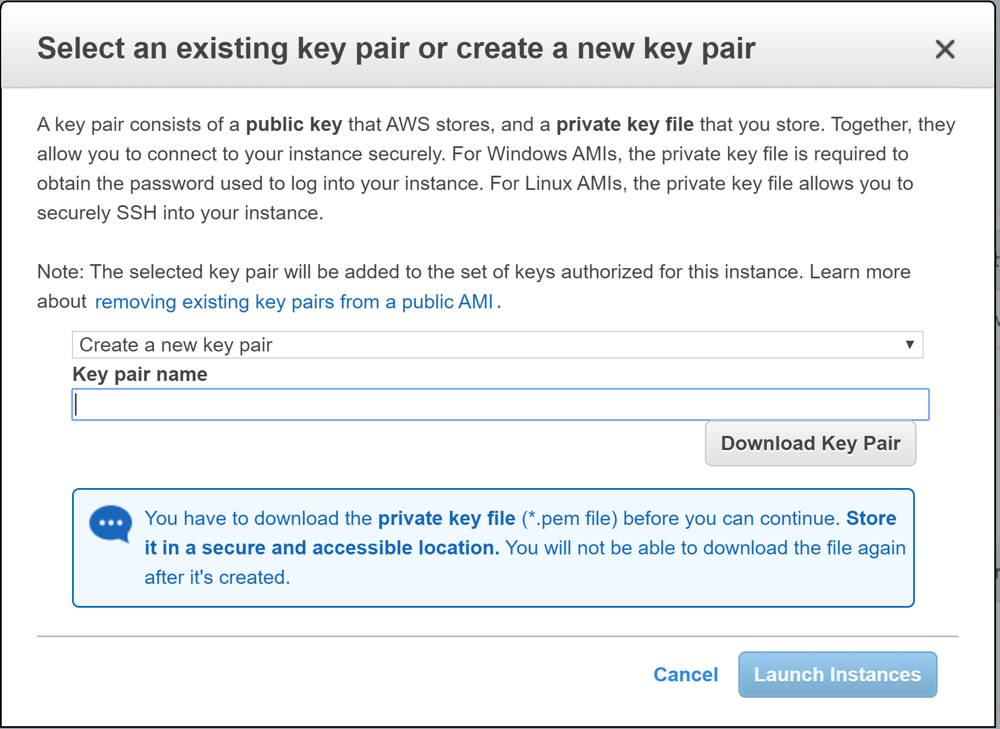 Select an existing key pair or create a new key pair
A key pair consists of a public key that AWS stores, and a private key file that you store. Together, they
allow you to connect to your instance securely. For Windows AMIs, the private key file is required to
obtain the password used to log into your instance. For Linux AMIs, the private key file allows you to
securely SSH into your instance.
Note: The selected key pair will be added to the set of keys authorized for this instance. Learn more
about removing existing key pairs from a public AMI.
Create a new key pair
Key pair name
Download Key Pair
You have to download the private key file (*.pem file) before you can continue. Store
it in a secure and accessible location. You will not be able to download the file again
after it's created.
Cancel
Launch Instances